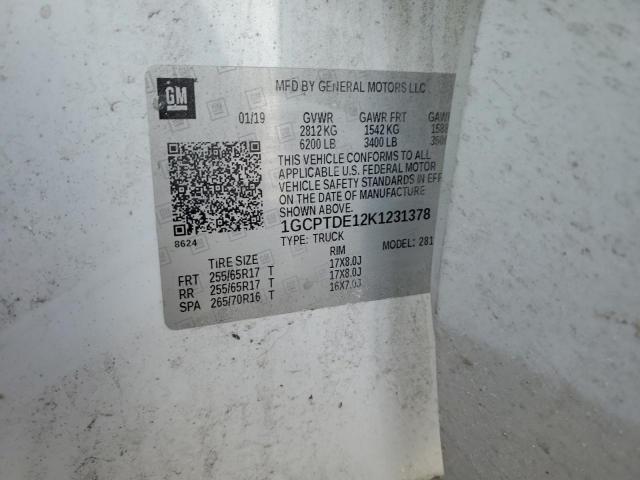 GM
MFD BY GENERAL MOTORS LLC
01/19 GVWR GAWR FRT
2812 KG 1542 KG
6200 LB 3400 LB
THIS VEHICLE CONFORMS TO ALL
APPLICABLE U.S. FEDERAL MOTOR
VEHICLE SAFETY STANDARDS IN EFF
ON THE DATE OF MANUFACTURE
SHOWN ABOVE.
1GCPTDE12K1231378
8624 TYPE: TRUCK MODEL: 281
TIRE SIZE RIM
FRT 255/65R17 T 17X8.0J
RR 255/65R17 T 17X8.0J
SPA 265/70R16 T 16X7.0J